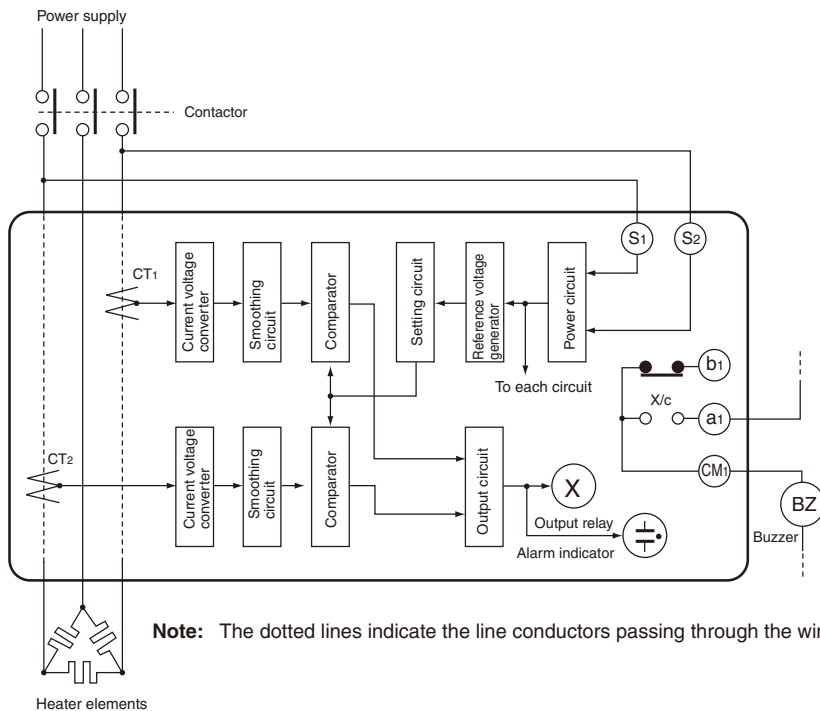 Power supply
Contactor
S1
S2
CT1
Current voltage
converter
Smoothing
circuit
Comparator
Setting circuit
Reference voltage
generator
Power circuit
To each circuit
b1
X/c
a1
CT2
Current voltage
converter
Smoothing
circuit
Comparator
Output circuit
X
Output relay
Alarm indicator
CM1
BZ
Buzzer
Note: The dotted lines indicate the line conductors passing through the
Heater elements